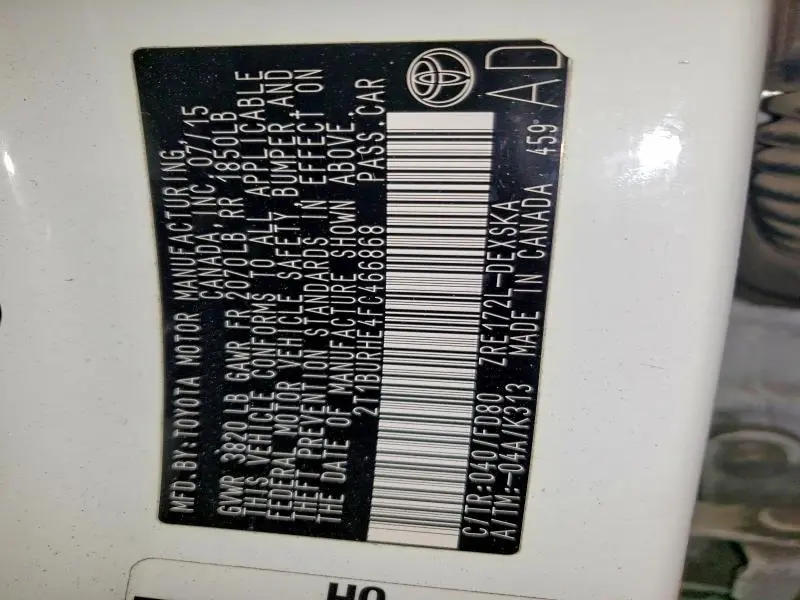 MFD.BY:TOYOTA MOTOR MANUFACTURING,
CANADA, INC. 07/15
GVWR 3820LB GAWR FR 2070LB RR 1850LB
THIS VEHICLE CONFORMS TO ALL APPLICABLE
FEDERAL MOTOR VEHICLE SAFETY, BUMPER, AND
THEFT PREVENTION STANDARDS IN EFFECT ON
THE DATE OF MANUFACTURE SHOWN ABOVE.
2T1BURHE4FC466868 PASS.CAR
C/TR:040/FD80 ZRE172L-DEXSKA
A/TM:-04A/K313 MADE IN CANADA 459
AD
HO